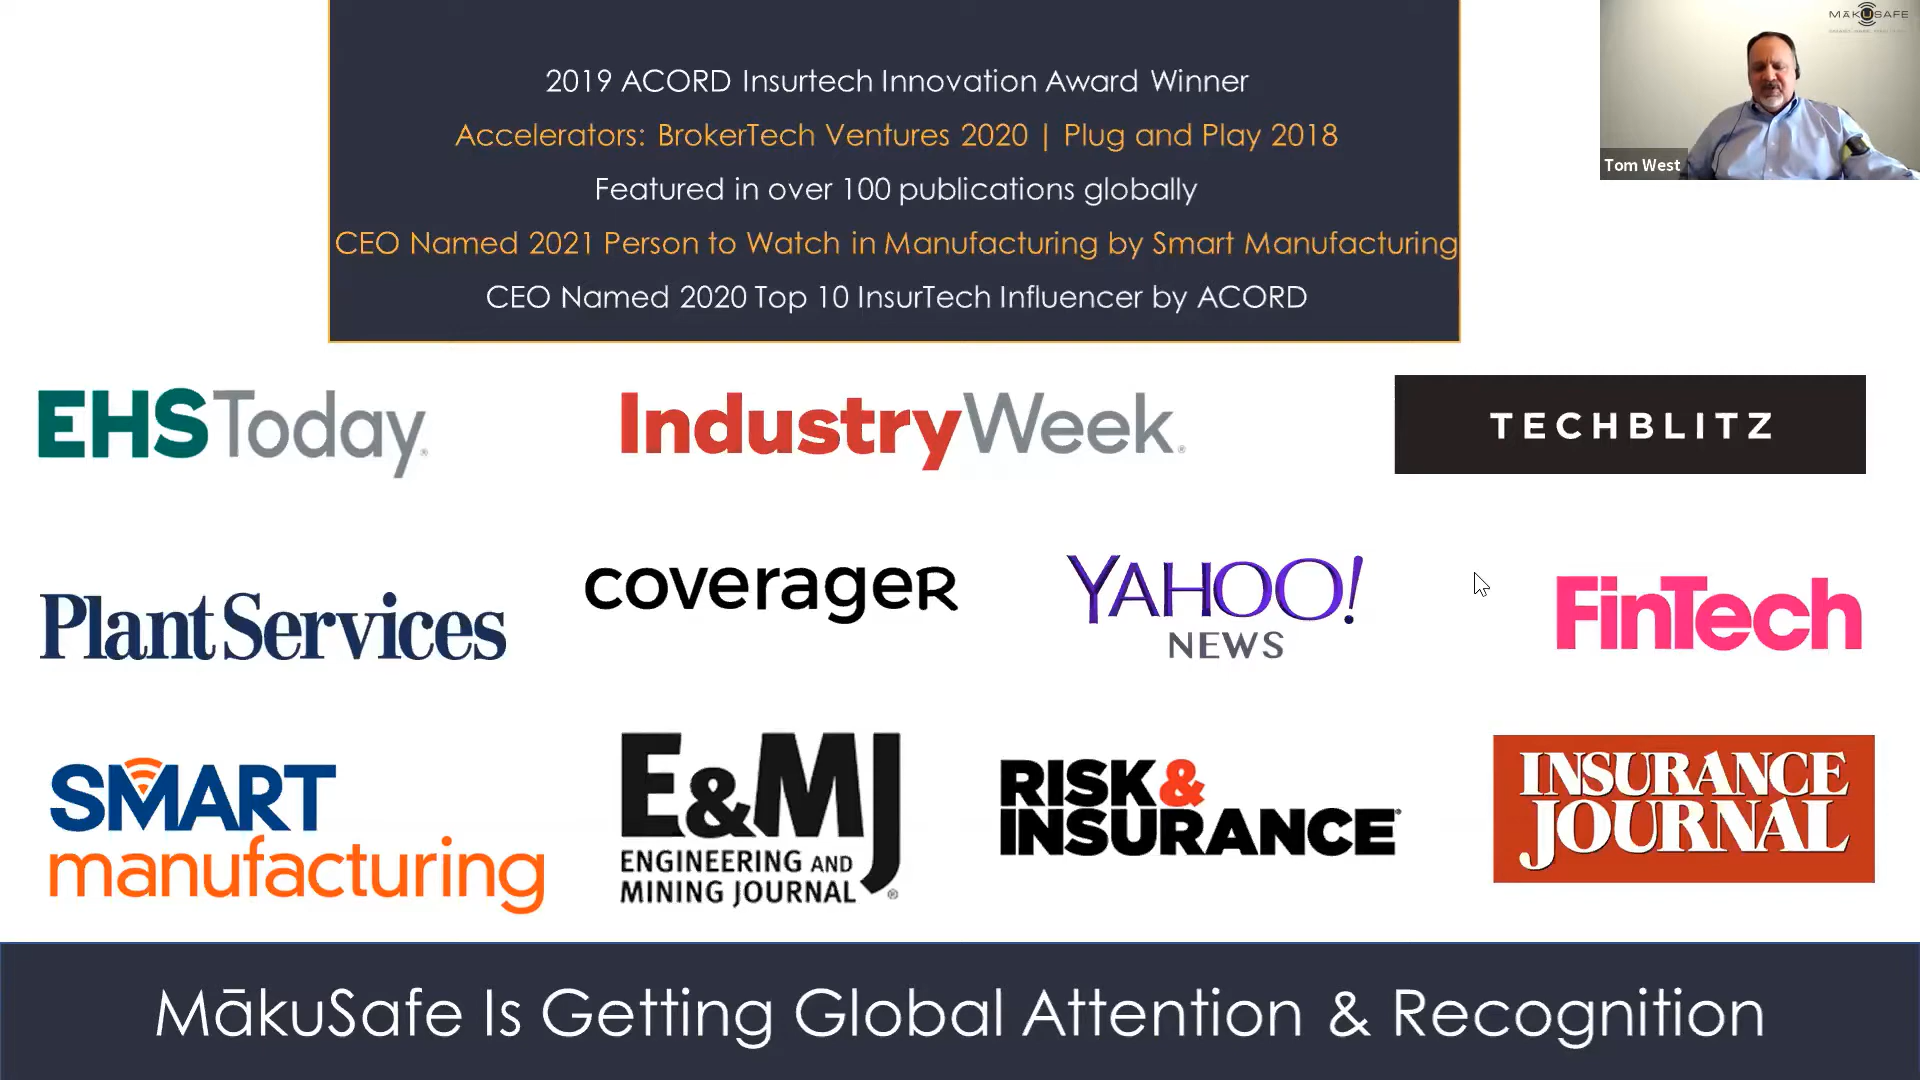 2019 ACORD Insurtech Innovation Award Winner
Accelerators: BrokerTech Ventures 2020 | Plug and Play 2018
Featured in over 100 publications globally
CEO Named 2021 Person to Watch in Manufacturing by Smart Manufacturing
CEO Named 2020 Top 10 InsurTech Influencer by ACORD
MĀKUSAFE
Tom West
EHSToday®
IndustryWeek®
TECHBLITZ
PlantServices
coverageR
YAHOO!
NEWS
FinTech
SMART
manufacturing
E&MJ
ENGINEERING AND
MINING JOURNAL®
RISK&
INSURANCE®
INSURANCE
JOURNAL
MākuSafe Is Getting Global Attention & Recognition